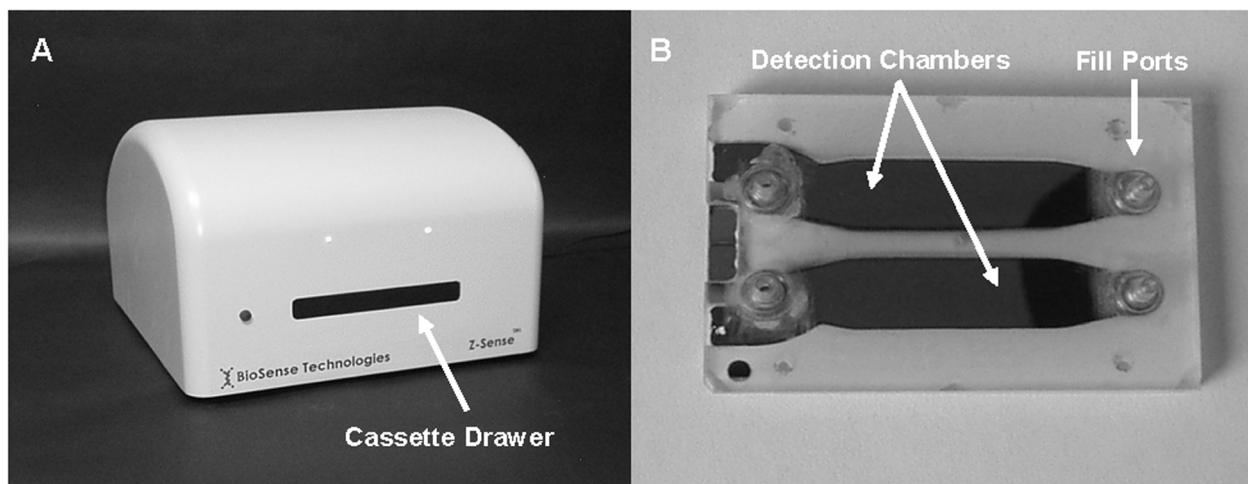 A
BioSense Technologies
Z-Sense
Cassette Drawer
B
Detection Chambers
Fill Ports